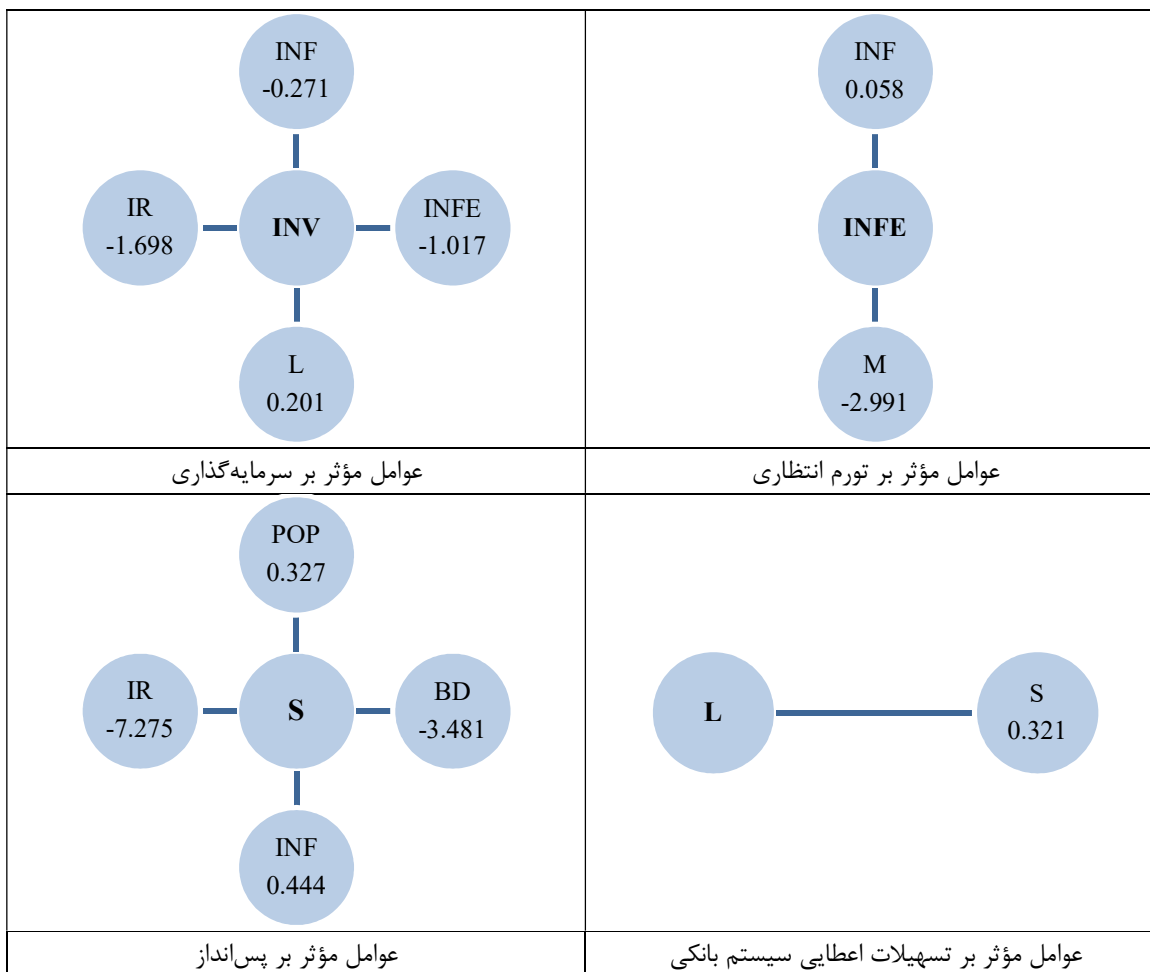 INF
-0.271
IR
-1.698
INV
INFE
-1.017
L
0.201
عوامل مؤثر بر سرمایه‌گذاری
INF
0.058
INFE
M
-2.991
عوامل مؤثر بر تورم انتظاری
POP
0.327
IR
-7.275
S
BD
-3.481
INF
0.444
عوامل مؤثر بر پس‌انداز
L
S
0.321
عوامل مؤثر بر تسهیلات اعطایی سیستم بانکی